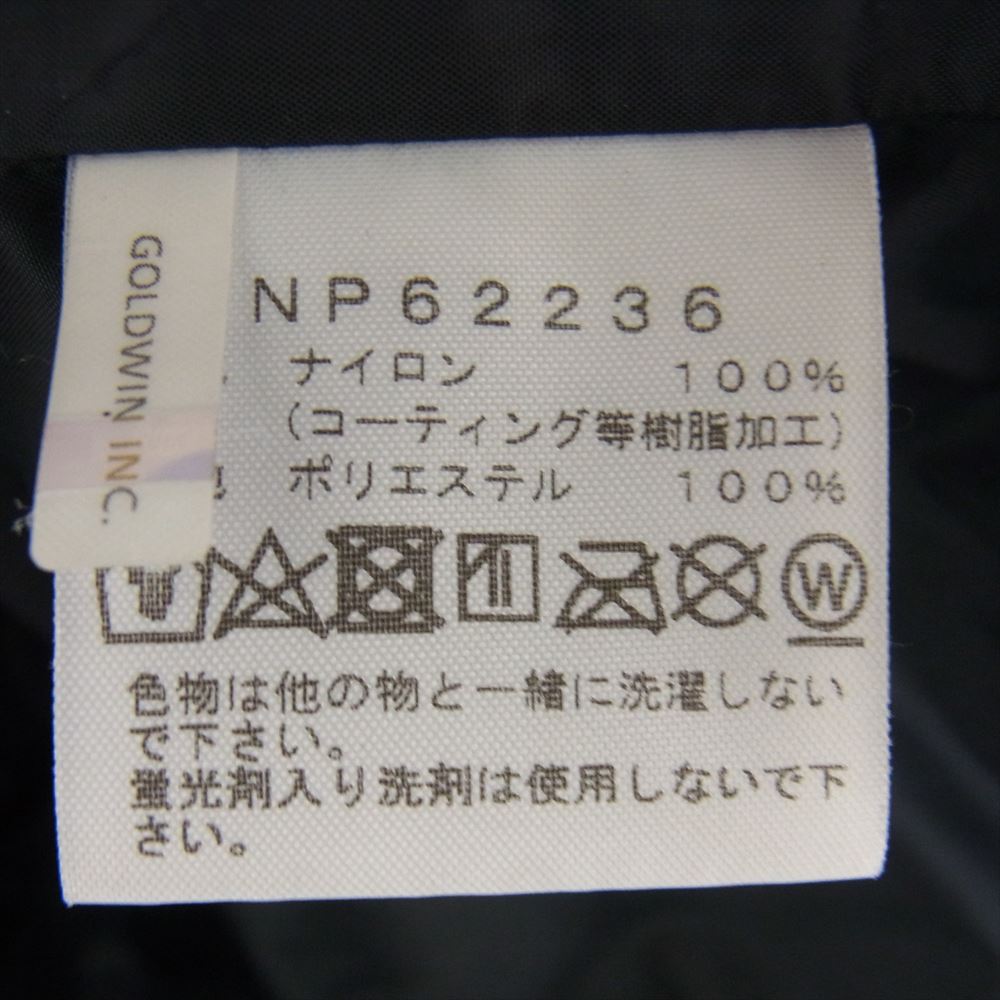 GOLDWIN INC.
NP62236
ナイロン 100%
(コーティング等樹脂加工)
ポリエステル 100%
W
色物は他の物と一緒に洗濯しない
で下さい。
蛍光剤入り洗剤は使用しないで下
さい。